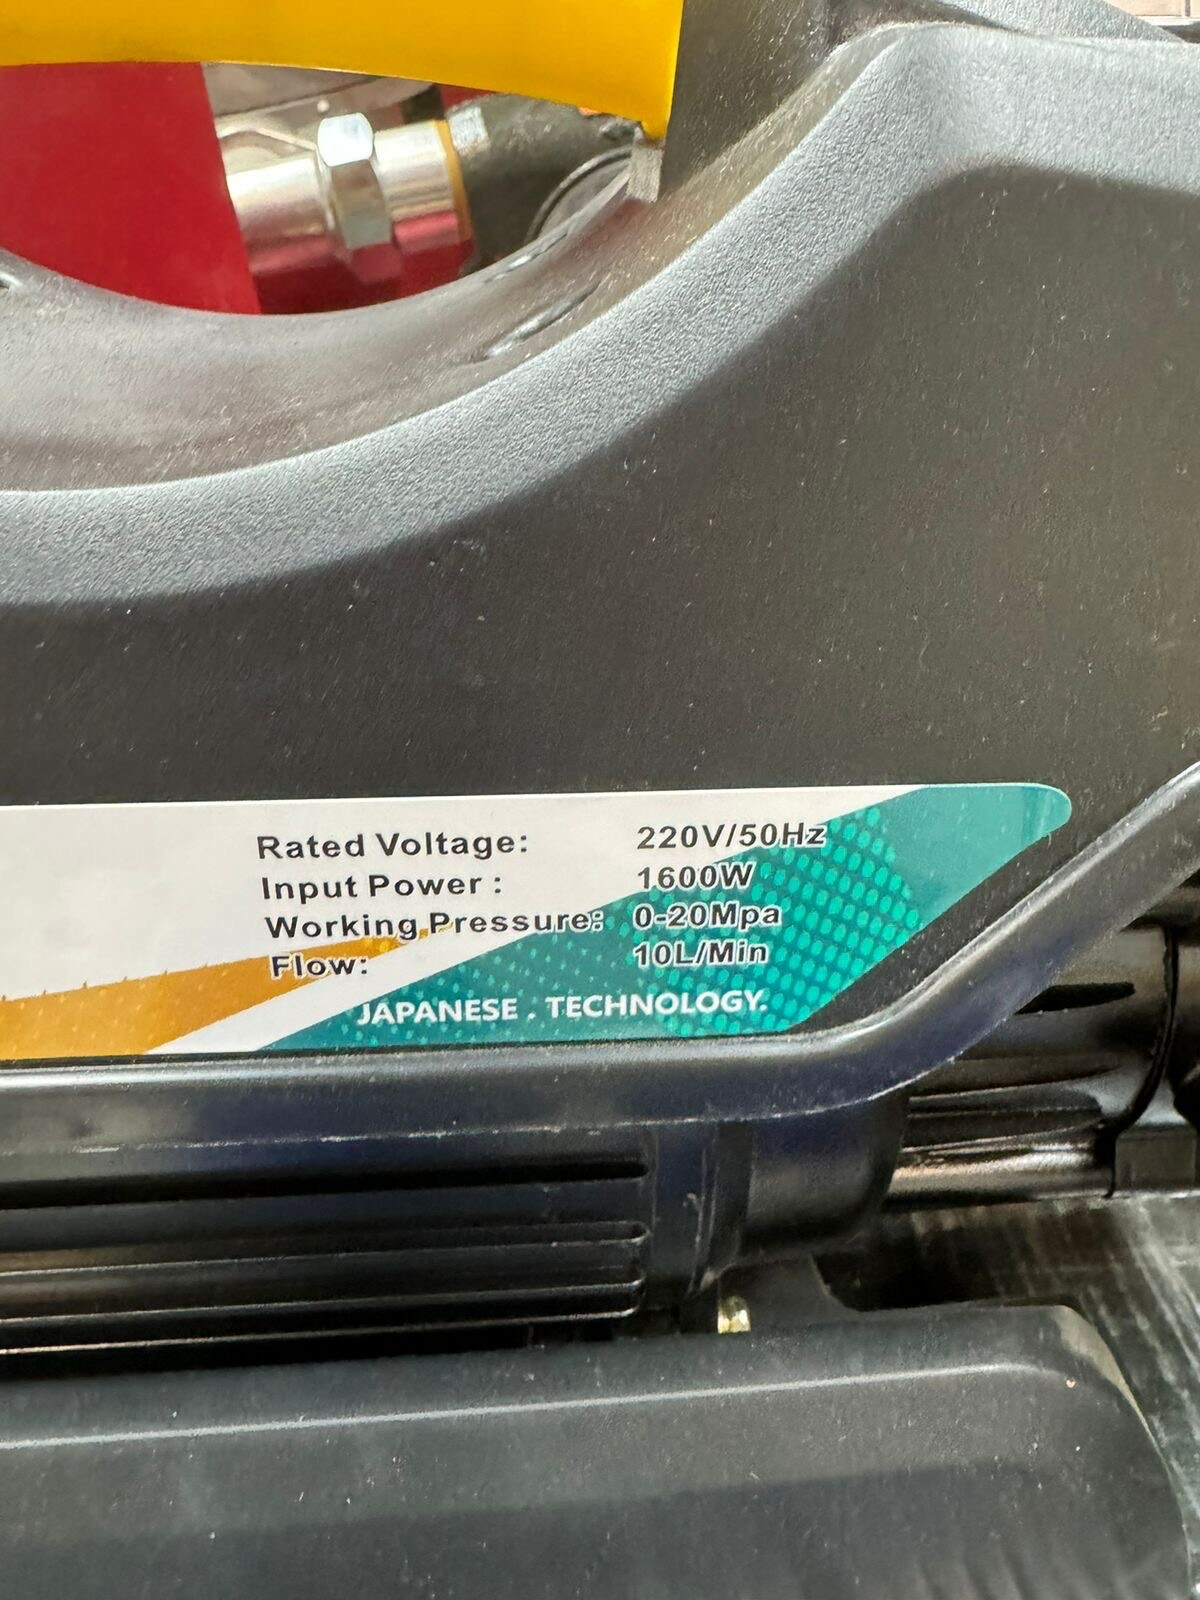 Rated Voltage: 220V/50Hz
Input Power : 1600W
Working Pressure: 0-20Mpa
Flow: 10L/Min
JAPANESE . TECHNOLOGY.